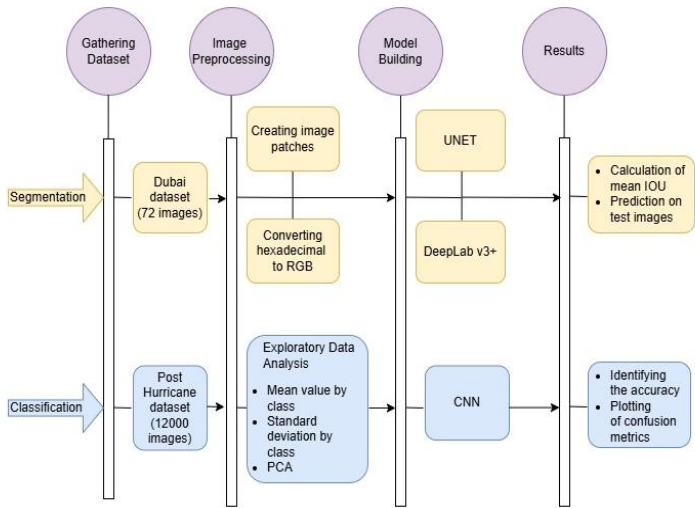 Gathering
Dataset
Image
Preprocessing
Model
Building
Results
Segmentation
Dubai
dataset
(72 images)
Creating image
patches
Converting
hexadecimal
to RGB
UNET
DeepLab v3+
• Calculation of
mean IOU
• Prediction on
test images
Classification
Post
Hurricane
dataset
(12000
images)
Exploratory Data
Analysis
• Mean value by
class
• Standard
deviation by
class
• PCA
CNN
• Identifying
the accuracy
• Plotting
of confusion
metrics